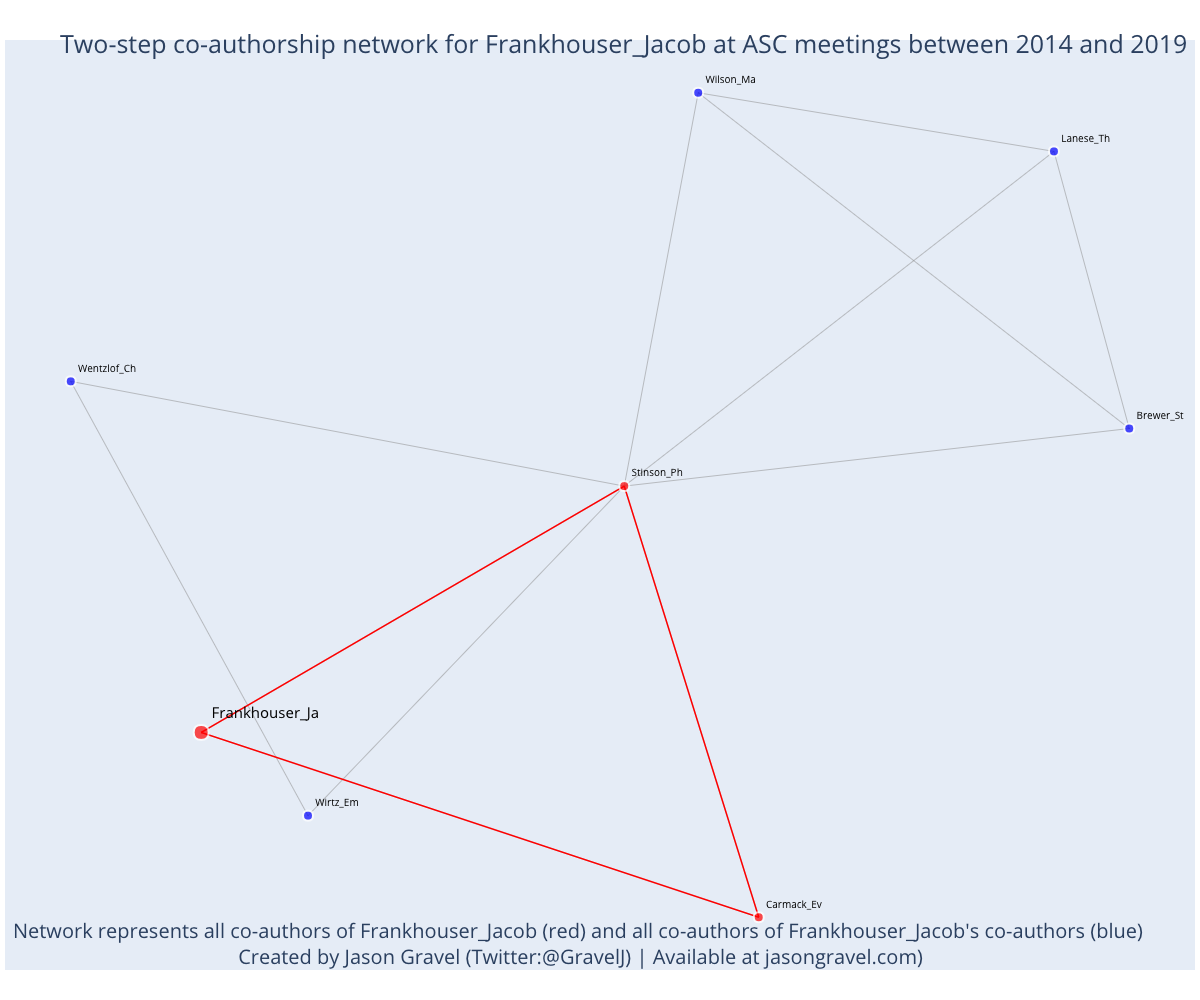 Two-step co-authorship network for Frankhouser_Jacob at ASC meetings between 2014 and 2019
Wilson_Ma
Lanese_Th
Wentzlof_Ch
Brewer_St
Stinson_Ph
Frankhouser_Ja
Wirtz_Em
Carmack_Ev
Network represents all co-authors of Frankhouser_Jacob (red) and all co-authors of Frankhouser_Jacob's co-authors (blue)
Created by Jason Gravel (Twitter:@GravelJ) | Available at jasongravel.com)